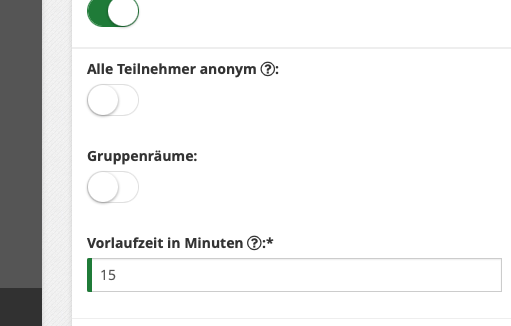 Alle Teilnehmer anonym ?:
Gruppenräume:
Vorlaufzeit in Minuten ?:*
15